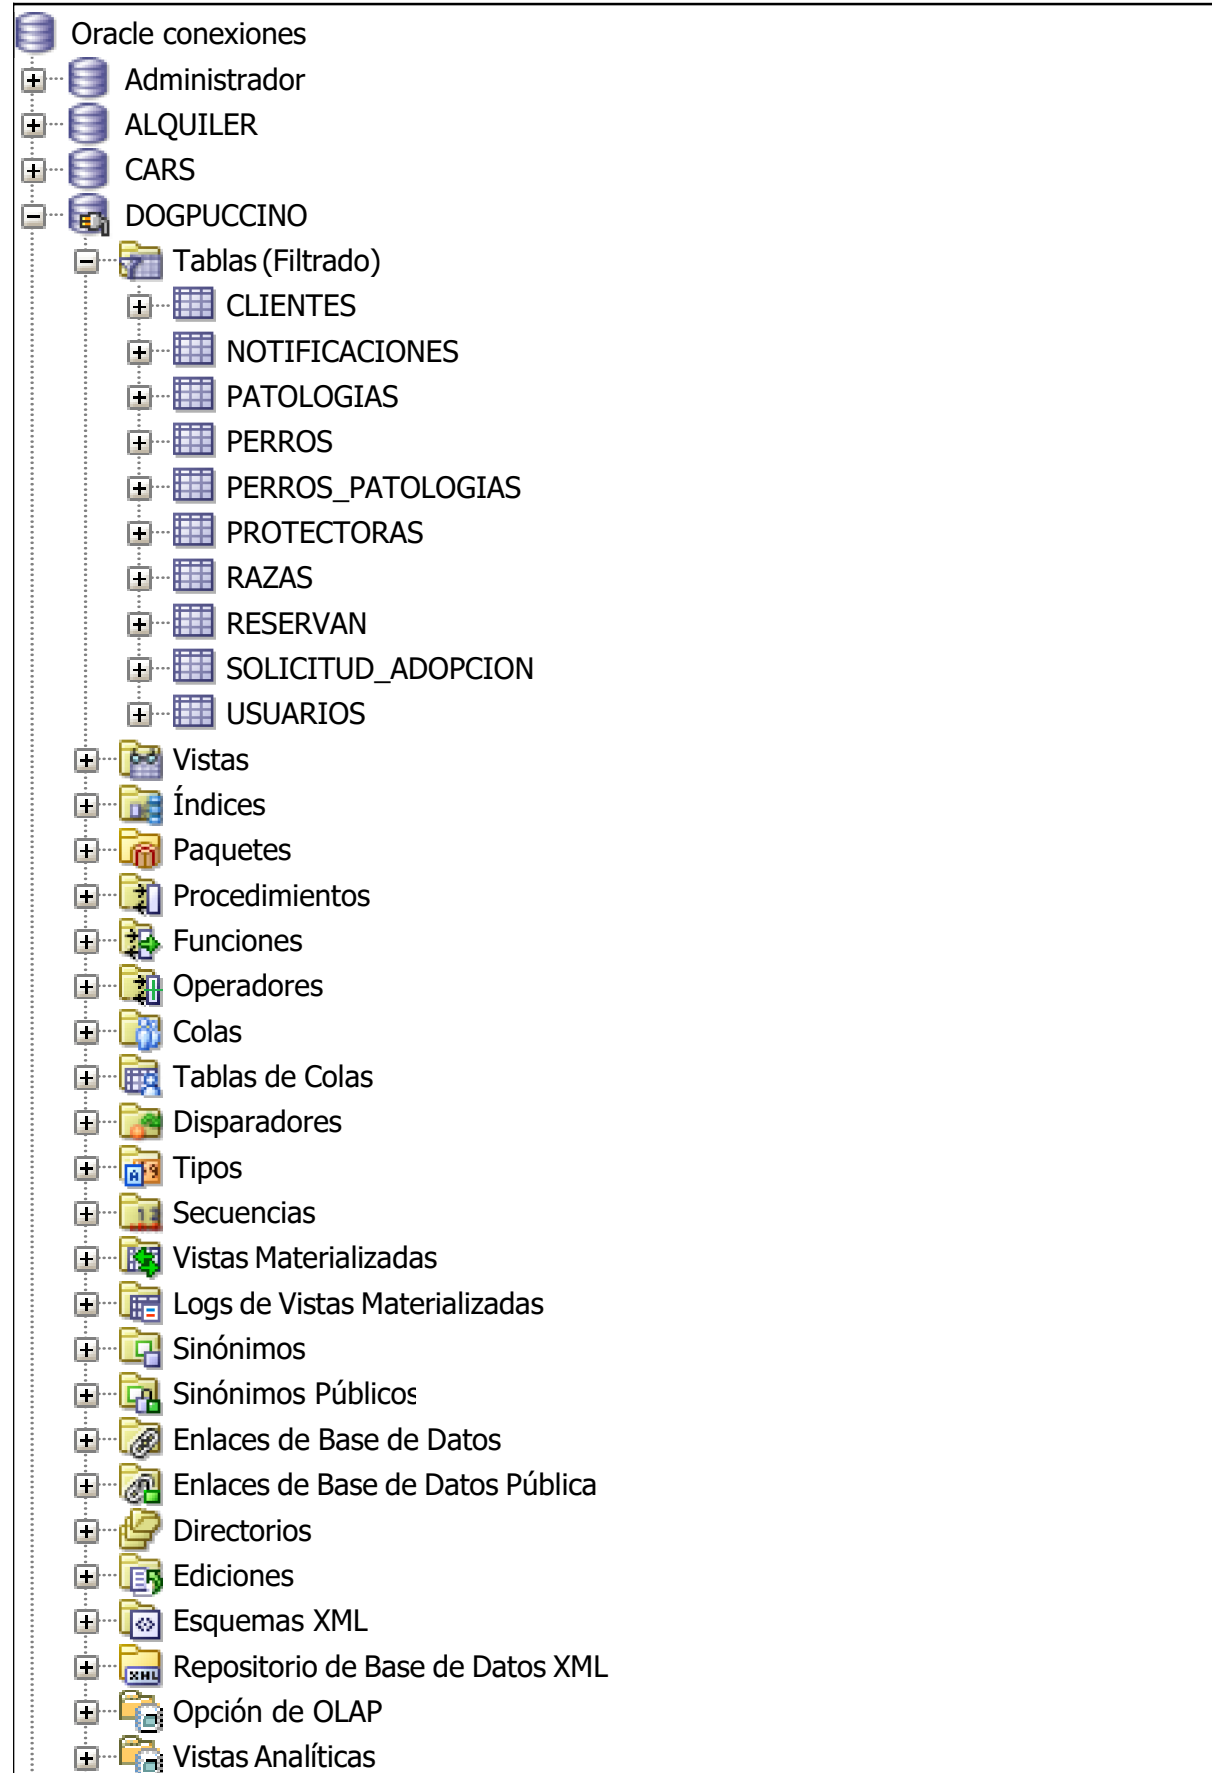 Oracle conexiones
Administrador
ALQUILER
CARS
DOGPUCCINO
Tablas (Filtrado)
CLIENTES
NOTIFICACIONES
PATOLOGIAS
PERROS
PERROS_PATOLOGIAS
PROTECTORAS
RAZAS
RESERVAN
SOLICITUD_ADOPCION
USUARIOS
Vistas
Índices
Paquetes
Procedimientos
Funciones
Operadores
Colas
Tablas de Colas
Disparadores
Tipos
Secuencias
Vistas Materializadas
Logs de Vistas Materializadas
Sinónimos
Sinónimos Públicos
Enlaces de Base de Datos
Enlaces de Base de Datos Pública
Directorios
Ediciones
Esquemas XML
Repositorio de Base de Datos XML
Opción de OLAP
Vistas Analíticas